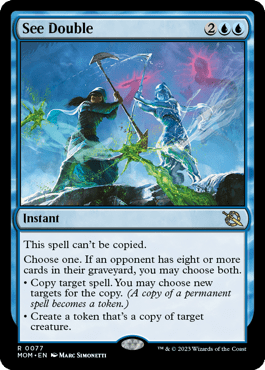 See Double 2
Instant
This spell can't be copied.
Choose one. If an opponent has eight or more
cards in their graveyard, you may choose both.
• Copy target spell. You may choose new
targets for the copy. (A copy of a permanent
spell becomes a token.)
• Create a token that's a copy of target
creature.
R 0077
MOM • EN MARC SIMONETTI ™ & © 2023 Wizards of the Coast